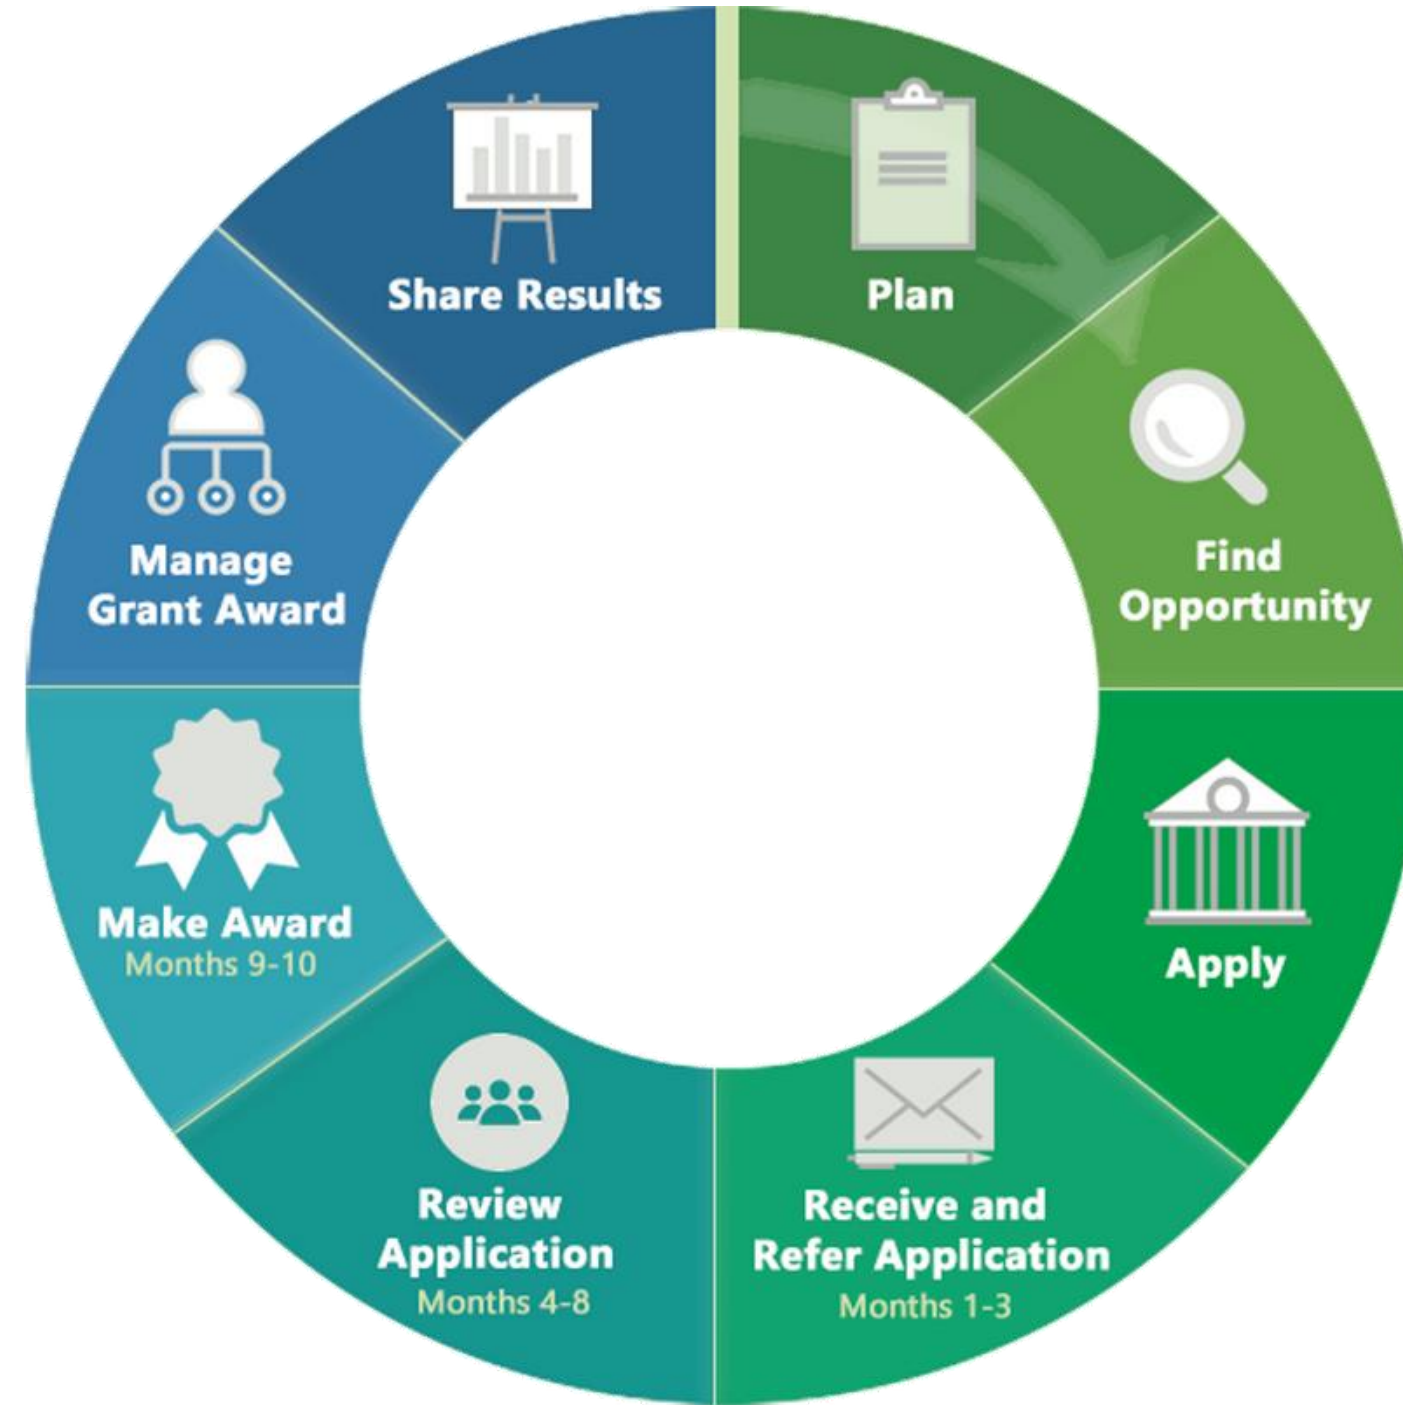 Plan
Find
Opportunity
Apply
Receive and
Refer Application
Months 1-3
Review
Application
Months 4-8
Make Award
Months 9-10
Manage
Grant Award
Share Results